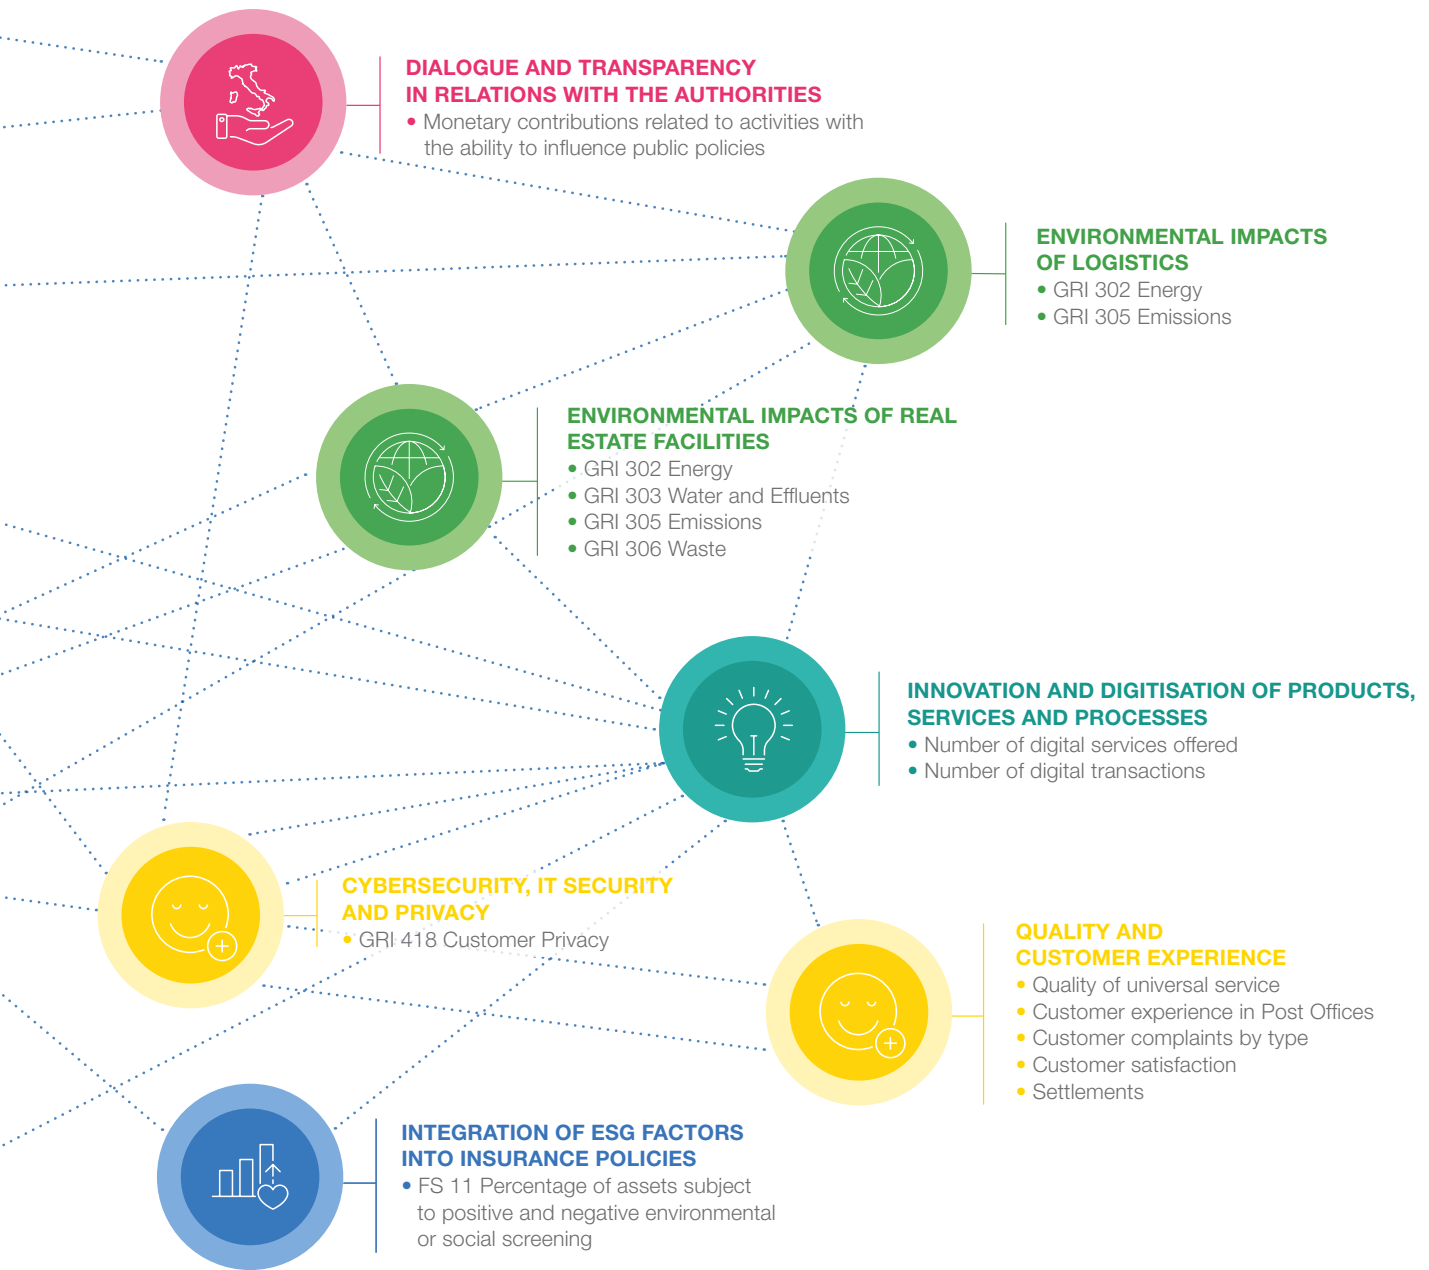 DIALOGUE AND TRANSPARENCY
IN RELATIONS WITH THE AUTHORITIES
• Monetary contributions related to activities with
the ability to influence public policies
ENVIRONMENTAL IMPACTS
OF LOGISTICS
• GRI 302 Energy
• GRI 305 Emissions
ENVIRONMENTAL IMPACTS OF REAL
ESTATE FACILITIES
• GRI 302 Energy
• GRI 303 Water and Effluents
• GRI 305 Emissions
• GRI 306 Waste
INNOVATION AND DIGITISATION OF PRODUCTS,
SERVICES AND PROCESSES
• Number of digital services offered
• Number of digital transactions
CYBERSECURITY, IT SECURITY
AND PRIVACY
• GRI 418 Customer Privacy
QUALITY AND
CUSTOMER EXPERIENCE
• Quality of universal service
• Customer experience in Post Offices
• Customer complaints by type
• Customer satisfaction
• Settlements
INTEGRATION OF ESG FACTORS
INTO INSURANCE POLICIES
• FS 11 Percentage of assets subject
to positive and negative environmental
or social screening